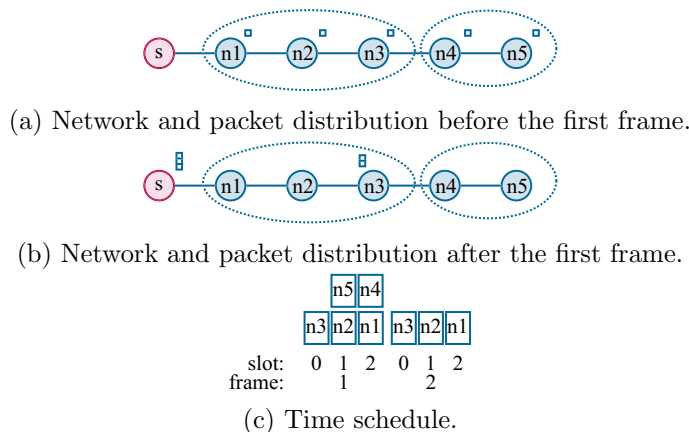 s n1 n2 n3 n4 n5
(a) Network and packet distribution before the first frame.
s n1 n2 n3 n4 n5
(b) Network and packet distribution after the first frame.
n5 n4
n3 n2 n1 n3 n2 n1
slot: 0 1 2 0 1 2
frame: 1 2
(c) Time schedule.